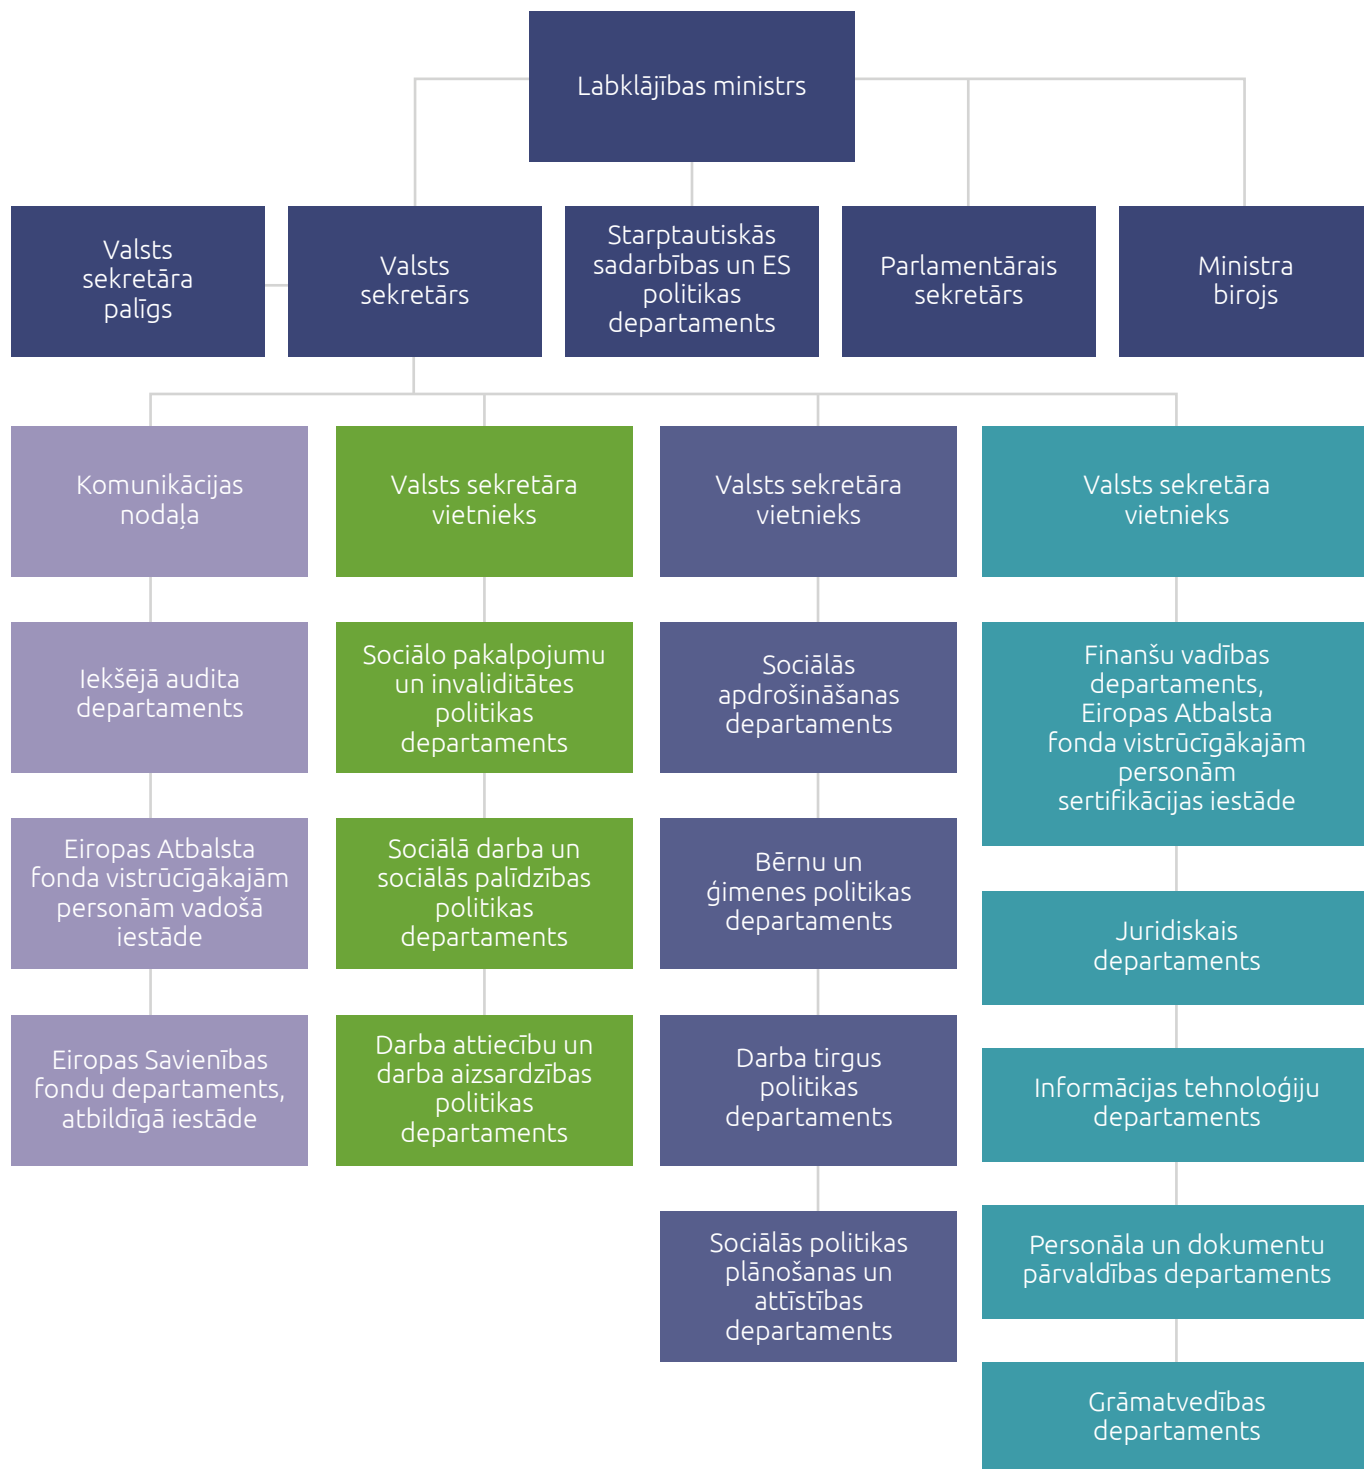 Labklājības ministrs
Valsts
sekretāra
palīgs
Valsts
sekretārs
Starptautiskās
sadarbības un ES
politikas
departaments
Parlamentārais
sekretārs
Ministra
birojs
Komunikācijas
nodaļa
Valsts sekretāra
vietnieks
Valsts sekretāra
vietnieks
Valsts sekretāra
vietnieks
Iekšējā audita
departaments
Sociālo pakalpojumu
un invaliditātes
politikas
departaments
Sociālās
apdrošināšanas
departaments
Finanšu vadības
departaments,
Eiropas Atbalsta
fonda vistrūcīgākajām
personām
sertifikācijas iestāde
Eiropas Atbalsta
fonda vistrūcīgākajām
personām vadošā
iestāde
Sociālā darba un
sociālās palīdzības
politikas
departaments
Bērnu un
ģimenes politikas
departaments
Juridiskais
departaments
Eiropas Savienības
fondu departaments,
atbildīgā iestāde
Darba attiecību un
darba aizsardzības
politikas
departaments
Darba tirgus
politikas
departaments
Informācijas tehnoloģiju
departaments
Sociālās politikas
plānošanas un
attīstības
departaments
Personāla un dokumentu
pārvaldības departaments
Grāmatvedības
departaments